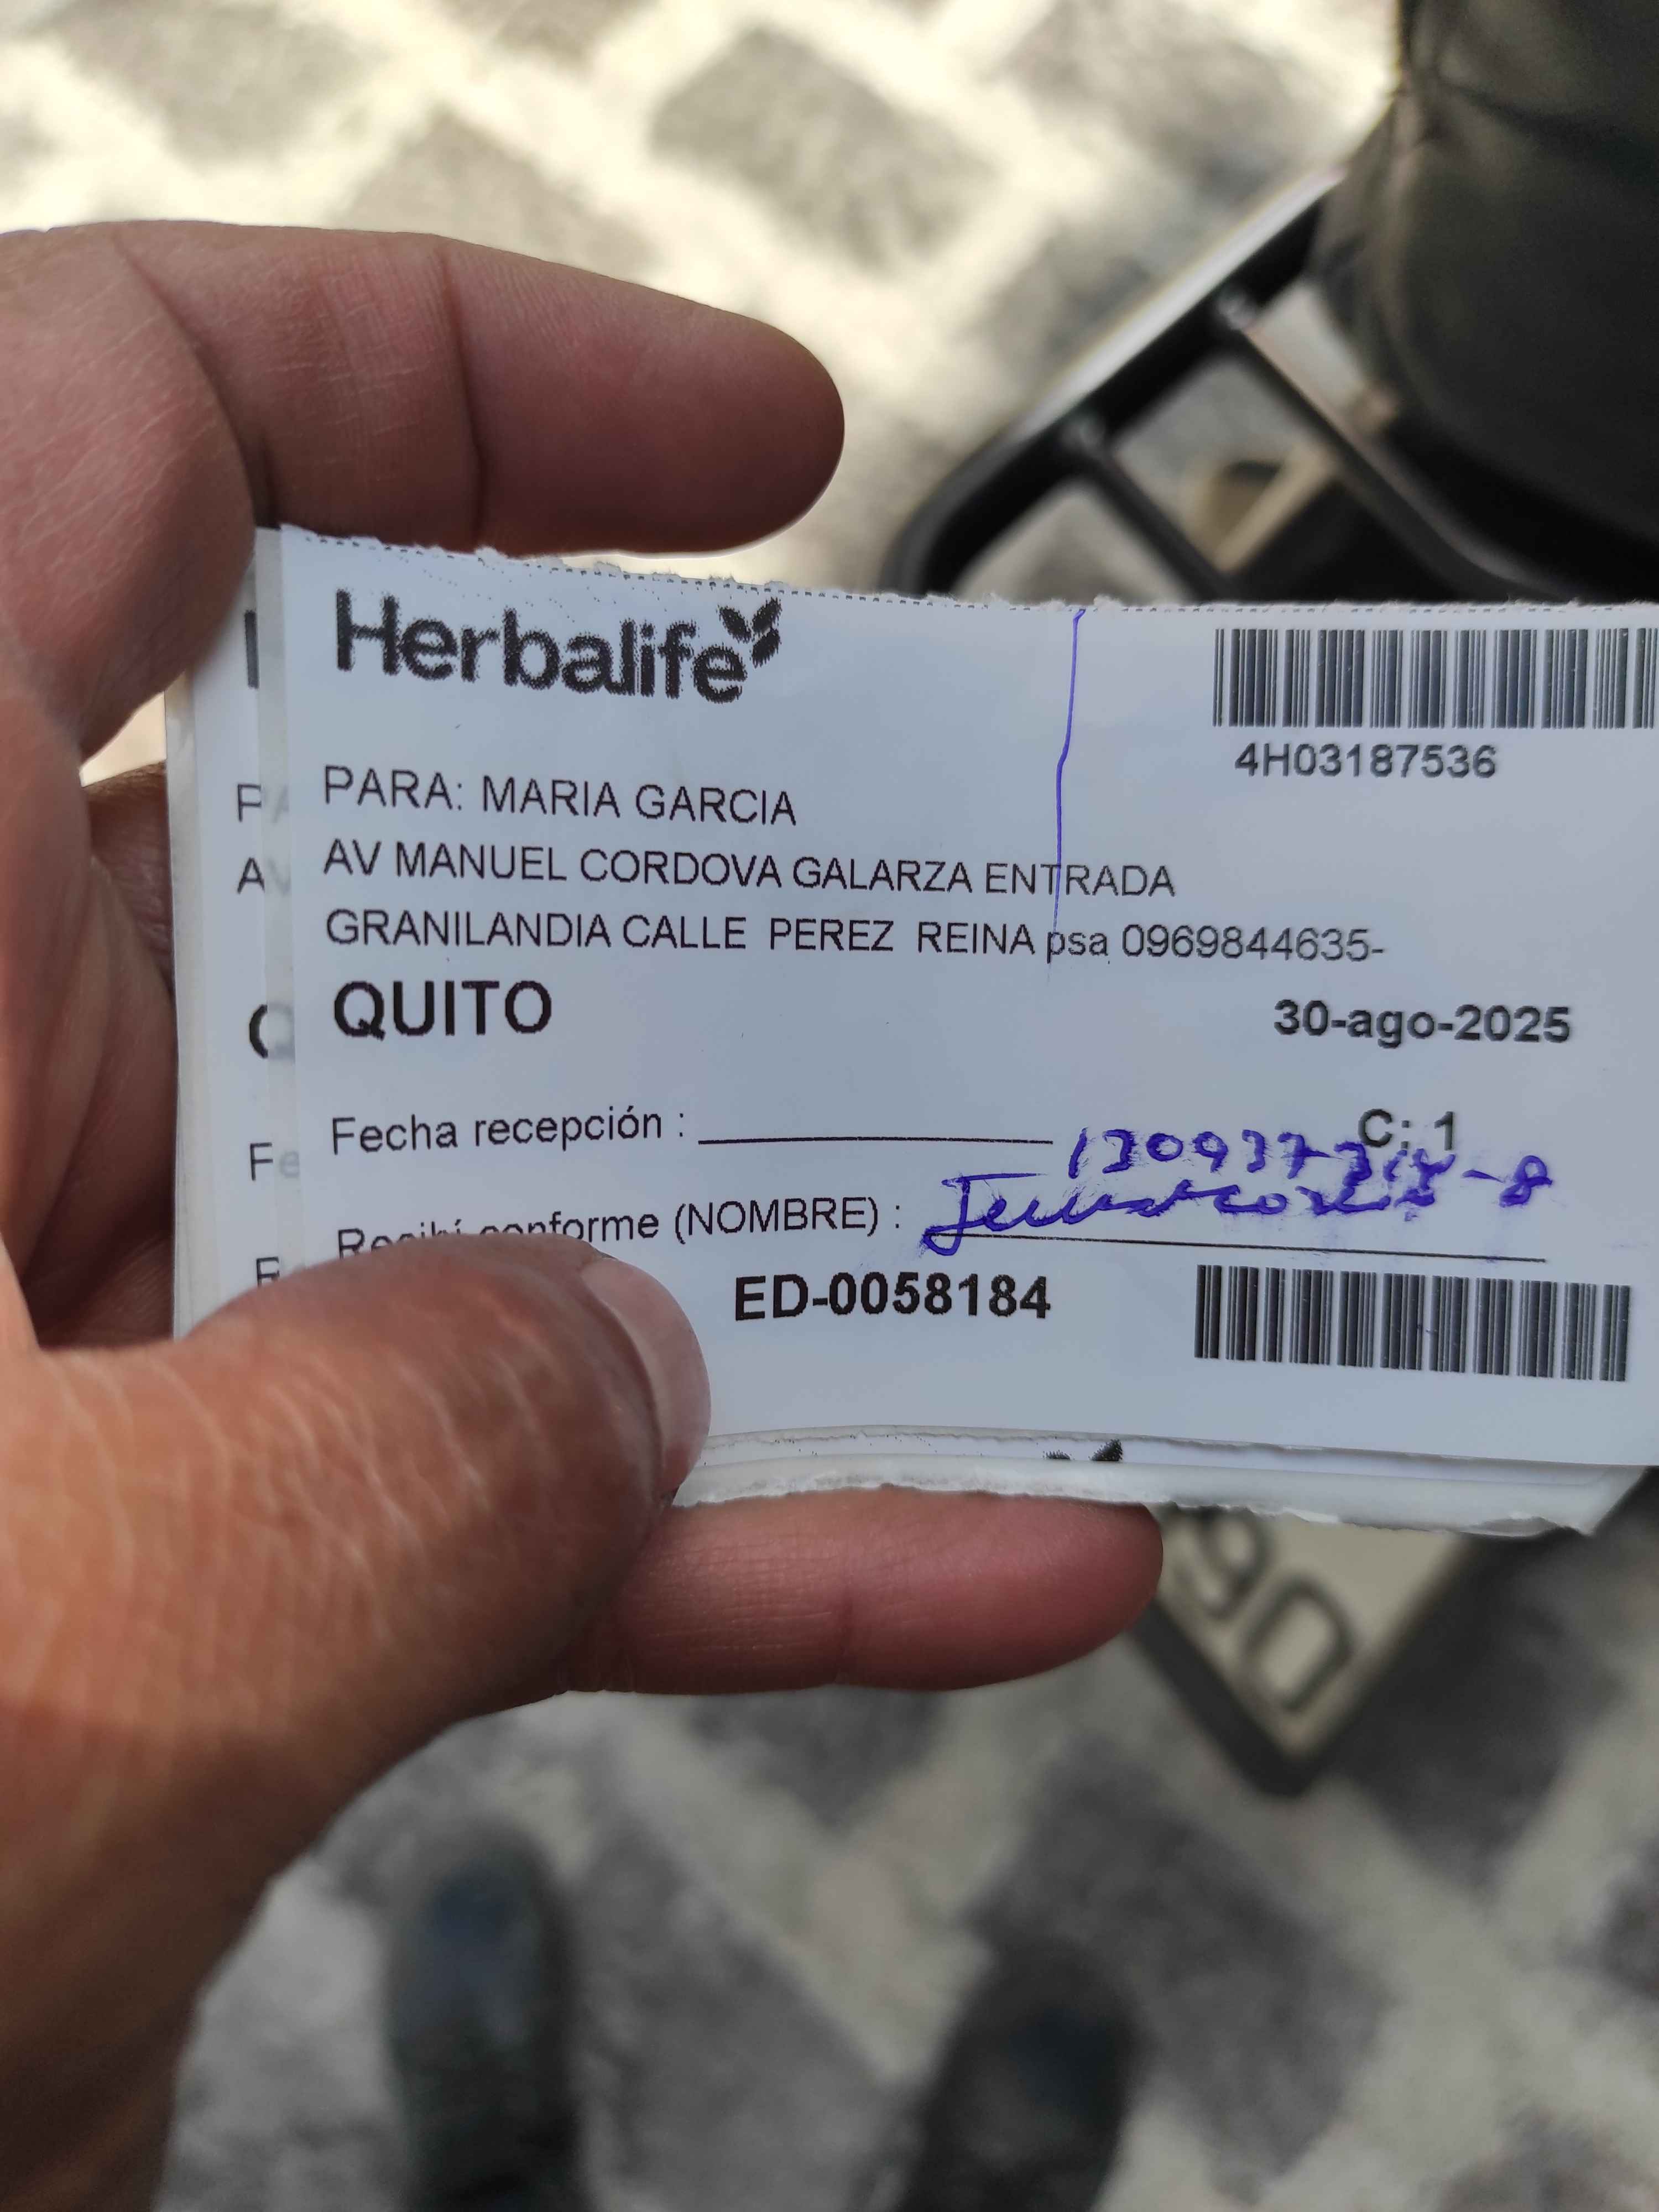 Herbalife
4H03187536
PARA: MARIA GARCIA
AV MANUEL CORDOVA GALARZA ENTRADA
GRANILANDIA CALLE PEREZ REINA psa 0969844635-
QUITO
30-ago-2025
Fecha recepción :
C: 1
conforme (NOMBRE) :
ED-0058184